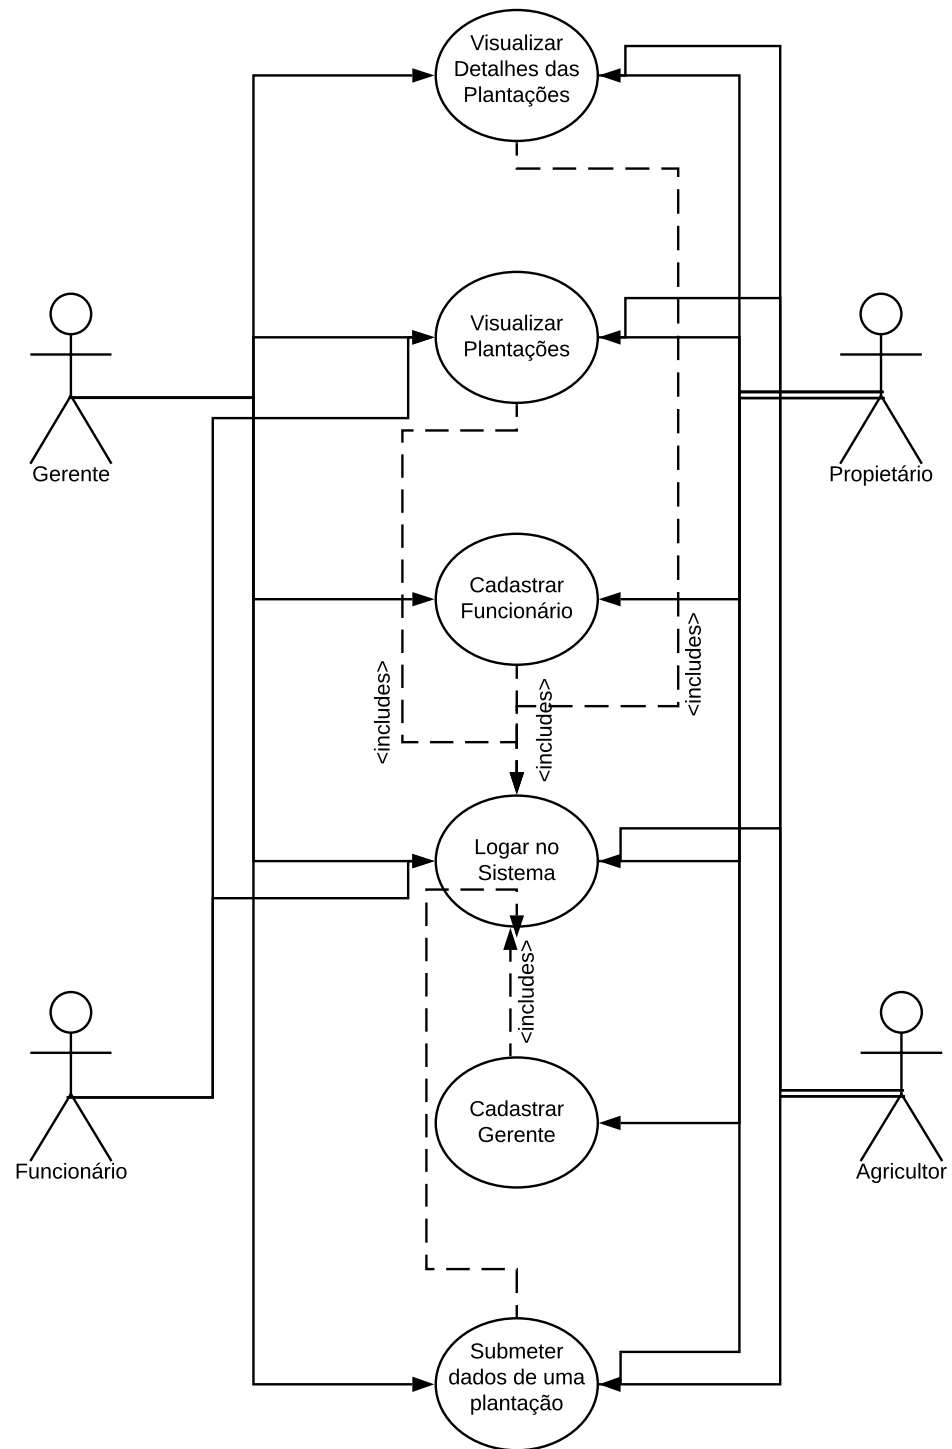 Visualizar
Detalhes das
Plantações
Visualizar
Plantações
Gerente
Propietário
Cadastrar
Funcionário
<includes>
<includes>
<includes>
Logar no
Sistema
<includes>
Cadastrar
Gerente
Funcionário
Agricultor
Submeter
dados de uma
plantação